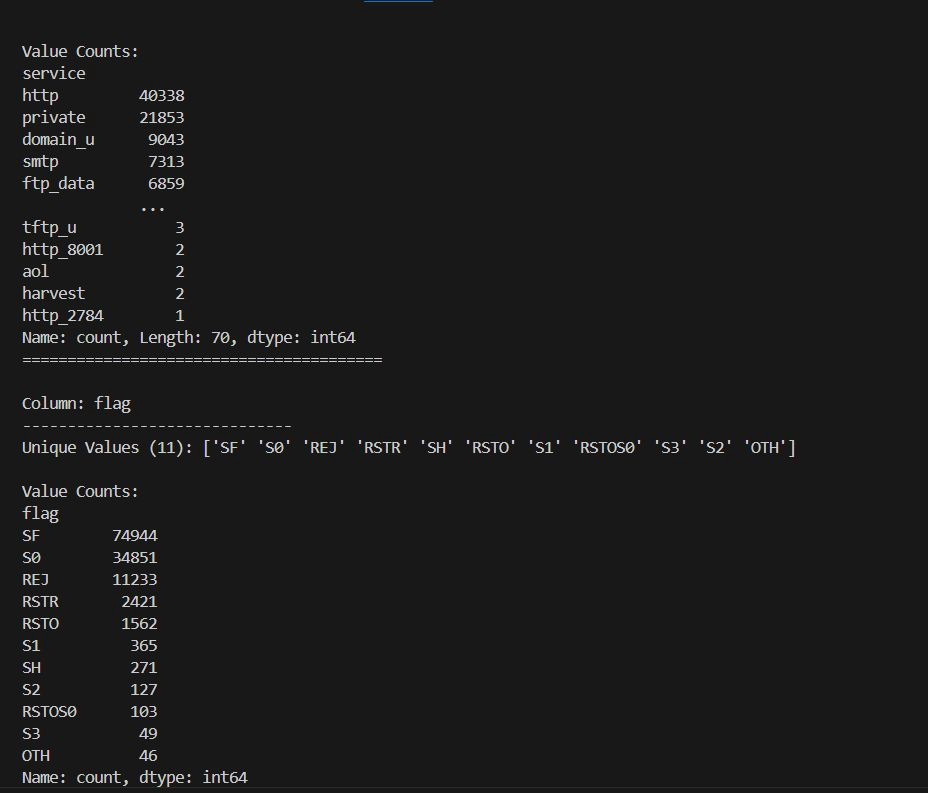 Value Counts:
service
http         40338
private      21853
domain_u      9043
smtp          7313
ftp_data      6859
             ...
tftp_u           3
http_8001        2
aol              2
harvest          2
http_2784        1
Name: count, Length: 70, dtype: int64
========================================
Column: flag
------------------------------
Unique Values (11): ['SF' 'S0' 'REJ' 'RSTR' 'SH' 'RSTO' 'S1' 'RSTOS0' 'S3' 'S2' 'OTH']
Value Counts:
flag
SF        74944
S0        34851
REJ       11233
RSTR       2421
RSTO       1562
S1          365
SH          271
S2          127
RSTOS0      103
S3           49
OTH          46
Name: count, dtype: int64